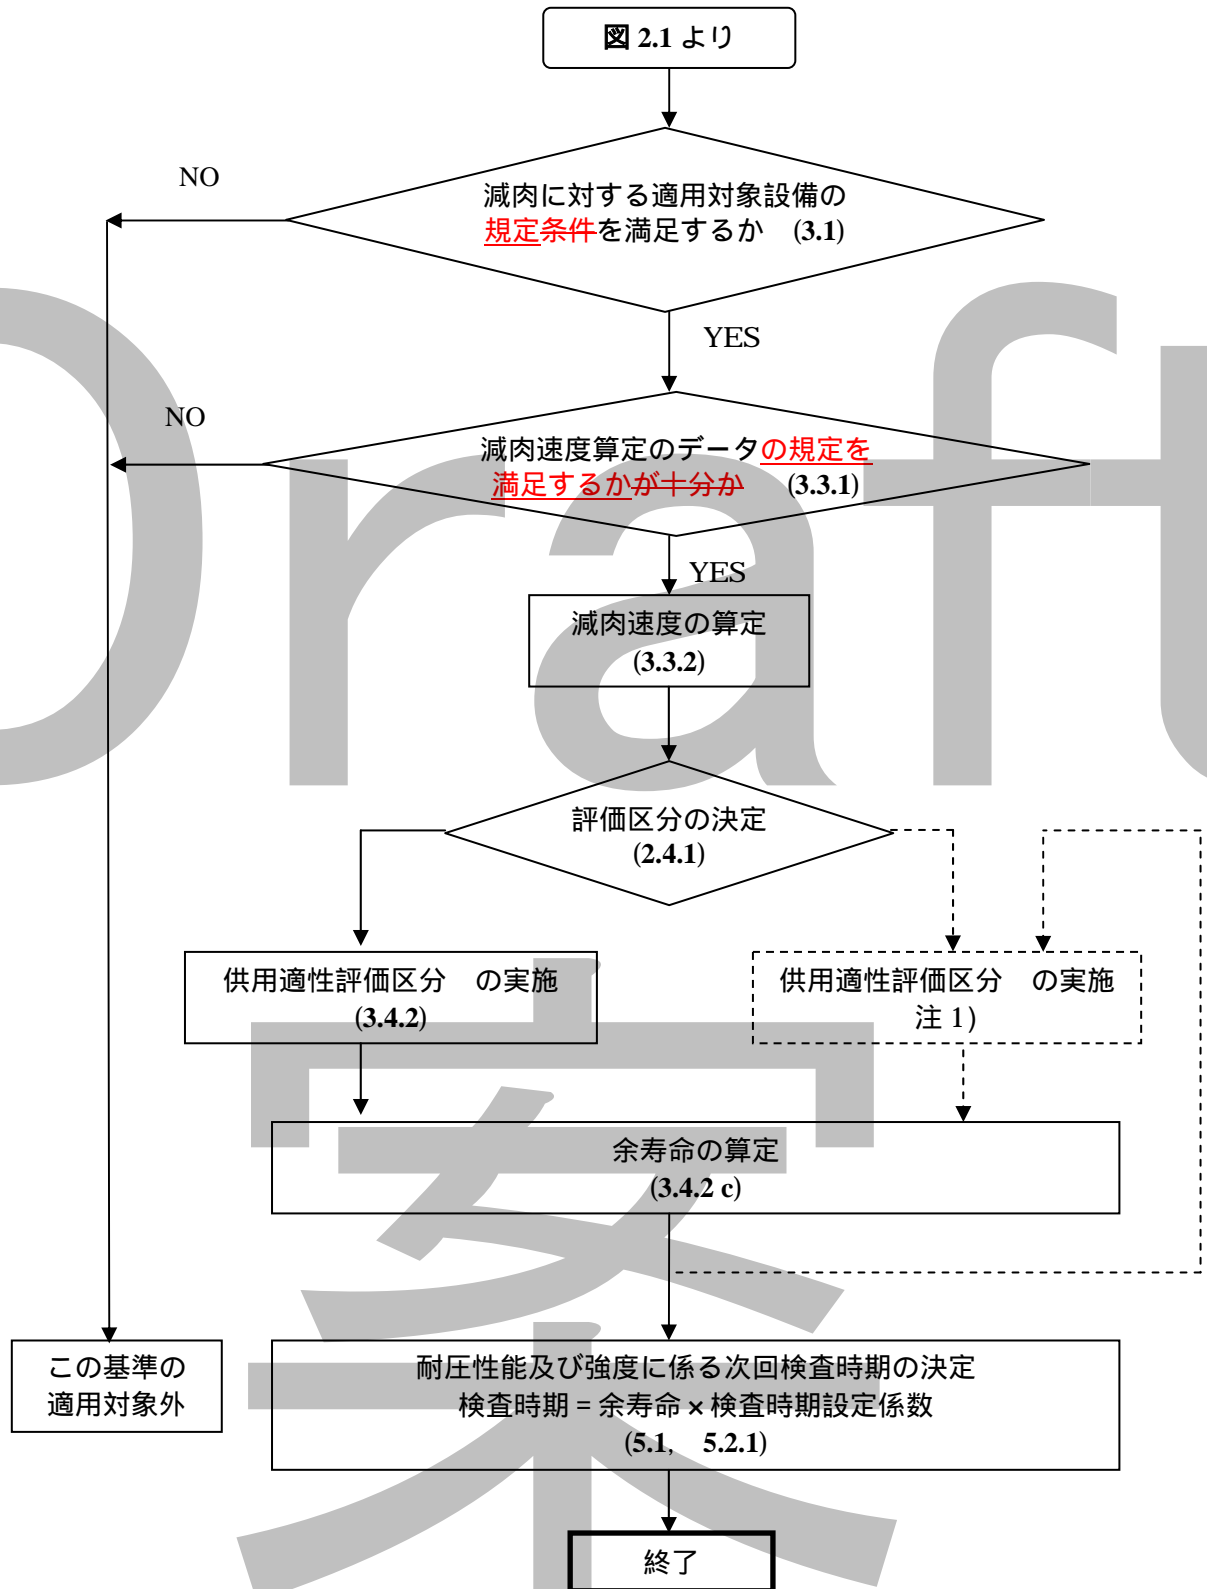 図 2.1 より
NO
減肉に対する適用対象設備の
規定条件を満足するか (3.1)
YES
NO
減肉速度算定のデータの規定を
満足するかが十分か (3.3.1)
YES
減肉速度の算定
(3.3.2)
評価区分の決定
(2.4.1)
供用適性評価区分 の実施
(3.4.2)
供用適性評価区分 の実施
注 1)
余寿命の算定
(3.4.2 c)
この基準の
適用対象外
耐圧性能及び強度に係る次回検査時期の決定
検査時期 = 余寿命 × 検査時期設定係数
(5.1, 5.2.1)
終了
Draft
案